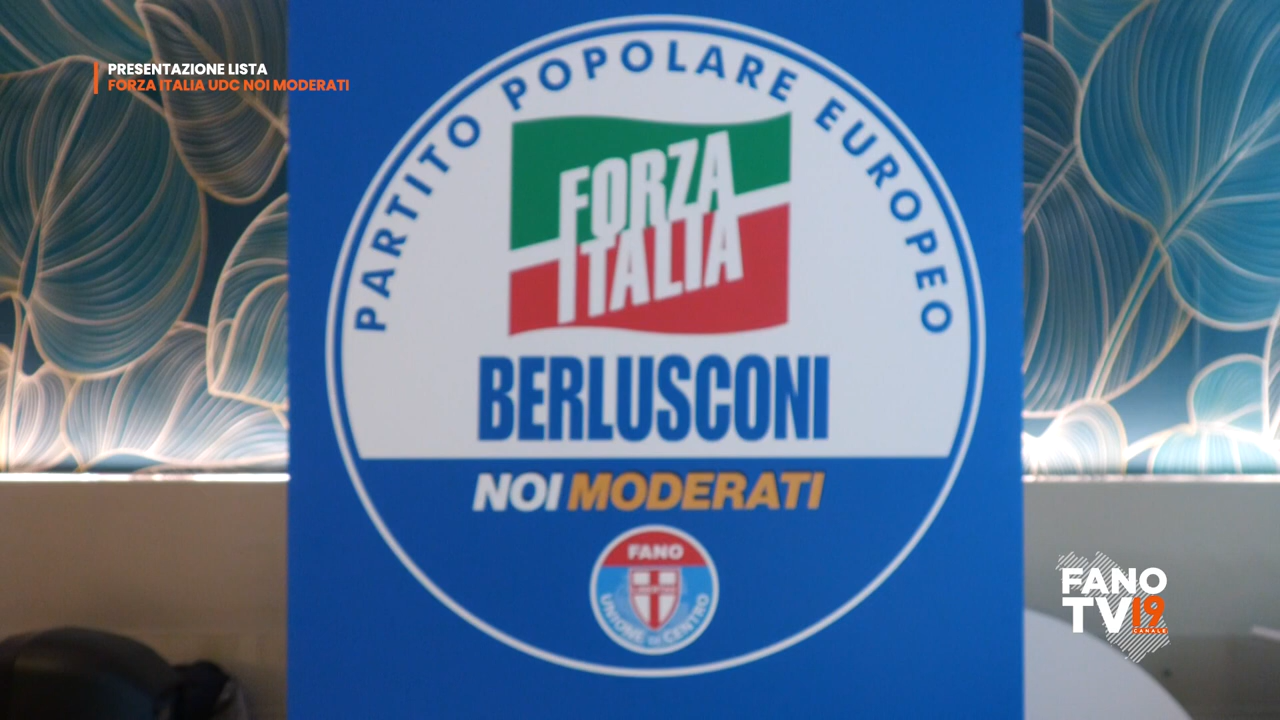 PRESENTAZIONE LISTA
FORZA ITALIA UDC NOI MODERATI
PARTITO POPOLARE EUROPEO
FORZA
ITALIA
BERLUSCONI
NOI MODERATI
FANO
UNIONE DI CENTRO
FANO
TV19
CANALE